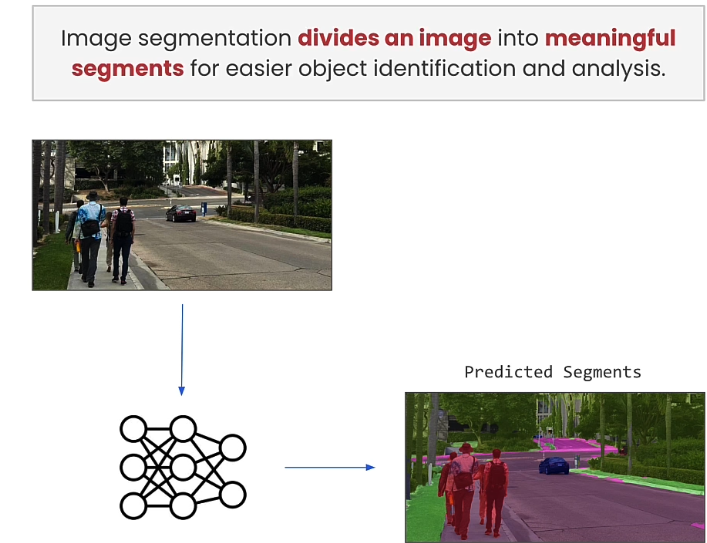 Image segmentation divides an image into meaningful
segments for easier object identification and analysis.
Predicted Segments